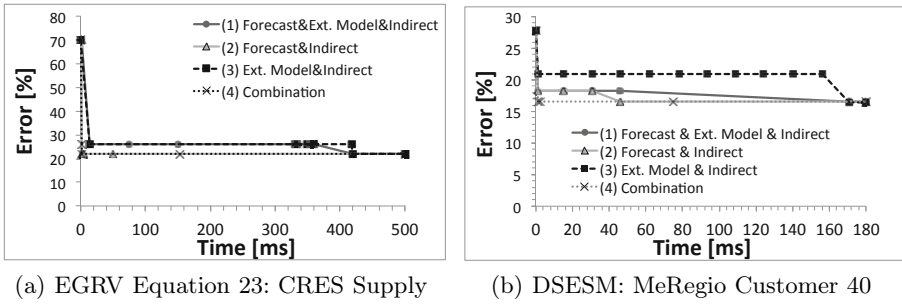 80
70
60
50
40
30
20
10
0
Error [%]
(1) Forecast&Ext. Model&Indirect
(2) Forecast&Indirect
(3) Ext. Model&Indirect
(4) Combination
0 100 200 300 400 500
Time [ms]
(a) EGRV Equation 23: CRES Supply
30
25
20
15
10
5
0
Error [%]
(1) Forecast & Ext. Model & Indirect
(2) Forecast & Indirect
(3) Ext. Model & Indirect
(4) Combination
0 20 40 60 80 100 120 140 160 180
Time [ms]
(b) DSESM: MeRegio Customer 40